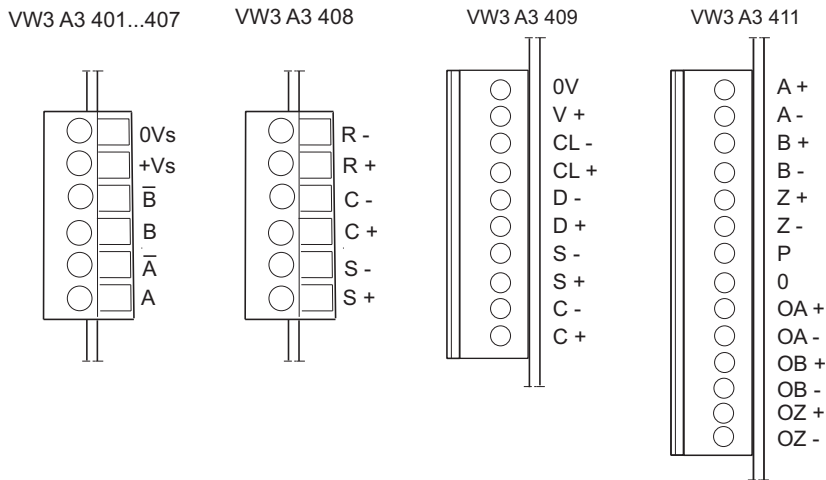 VW3 A3 401...407
0Vs
+Vs
B̅
B
A̅
A
VW3 A3 408
R -
R +
C -
C +
S -
S +
VW3 A3 409
0V
V +
CL -
CL +
D -
D +
S -
S +
C -
C +
VW3 A3 411
A +
A -
B +
B -
Z +
Z -
P
0
OA +
OA -
OB +
OB -
OZ +
OZ -